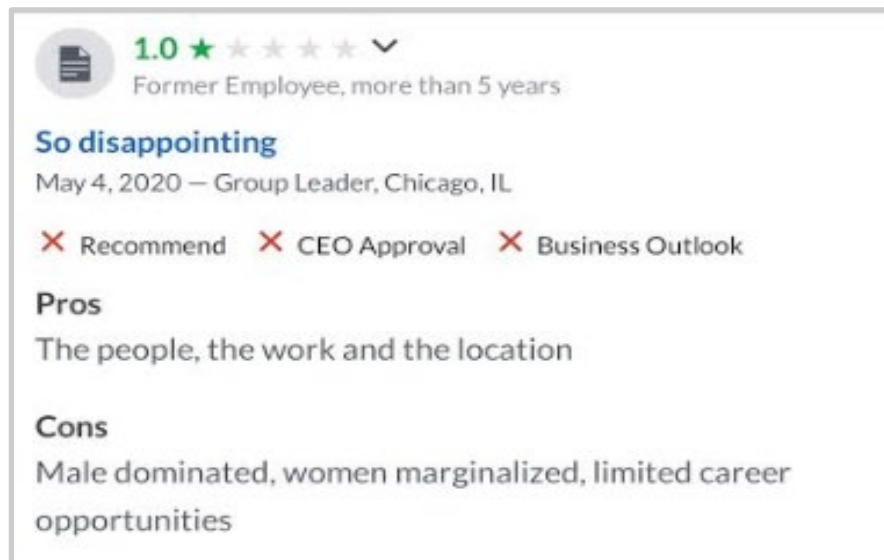 1.0
Former Employee, more than 5 years
So disappointing
May 4, 2020 — Group Leader, Chicago, IL
Recommend CEO Approval Business Outlook
Pros
The people, the work and the location
Cons
Male dominated, women marginalized, limited career
opportunities